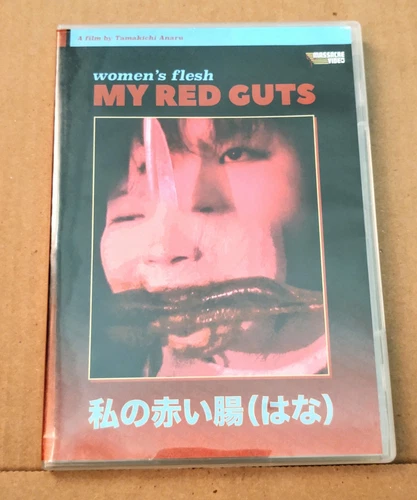 A film by Tamakichi Anaru
MASSACRE
VIDEO
women's flesh
MY RED GUTS
私の赤い腸(はな)